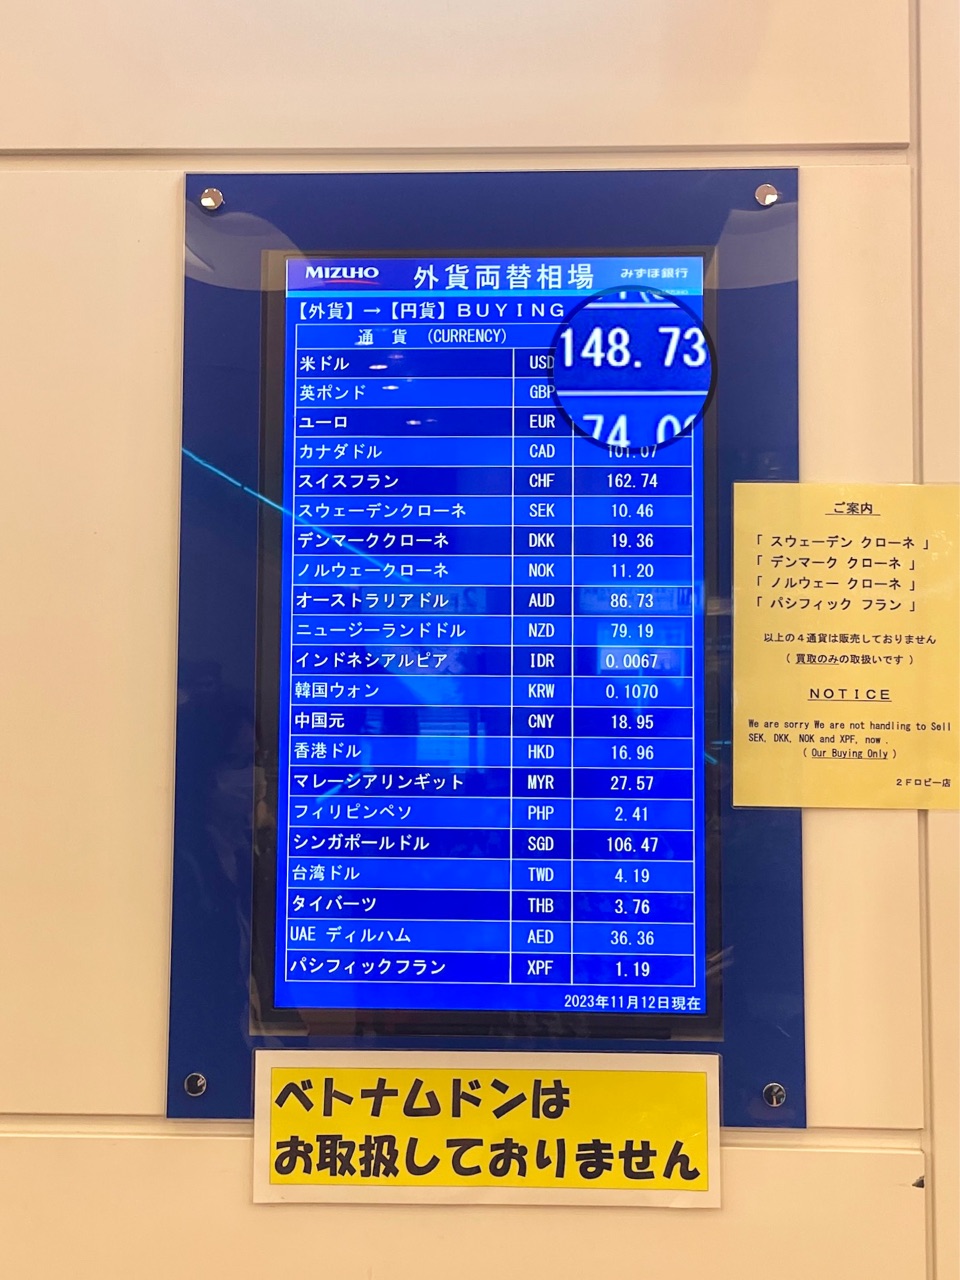 MIZUHO 外貨両替相場 みずほ銀行
【外貨】→【円貨】BUYING
通 貨 (CURRENCY)
148.73
米ドル USD
英ポンド GBP
74.0
ユーロ EUR
カナダドル CAD 101.07
スイスフラン CHF 162.74
スウェーデンクローネ SEK 10.46
デンマーククローネ DKK 19.36
ノルウェークローネ NOK 11.20
オーストラリアドル AUD 86.73
ニュージーランドドル NZD 79.19
インドネシアルピア IDR 0.0067
韓国ウォン KRW 0.1070
中国元 CNY 18.95
香港ドル HKD 16.96
マレーシアリンギット MYR 27.57
フィリピンペソ PHP 2.41
シンガポールドル SGD 106.47
台湾ドル TWD 4.19
タイバーツ THB 3.76
UAE ディルハム AED 36.36
パシフィックフラン XPF 1.19
2023年11月12日現在
ご案内
「 スウェーデン クローネ 」
「 デンマーク クローネ 」
「 ノルウェー クローネ 」
「 パシフィック フラン 」
以上の4通貨は販売しておりません
( 買取のみの取扱いです )
NOTICE
We are sorry We are not handling to Sell
SEK, DKK, NOK and XPF, now .
( Our Buying Only )
2Fロビー店
ベトナムドンは
お取扱しておりません